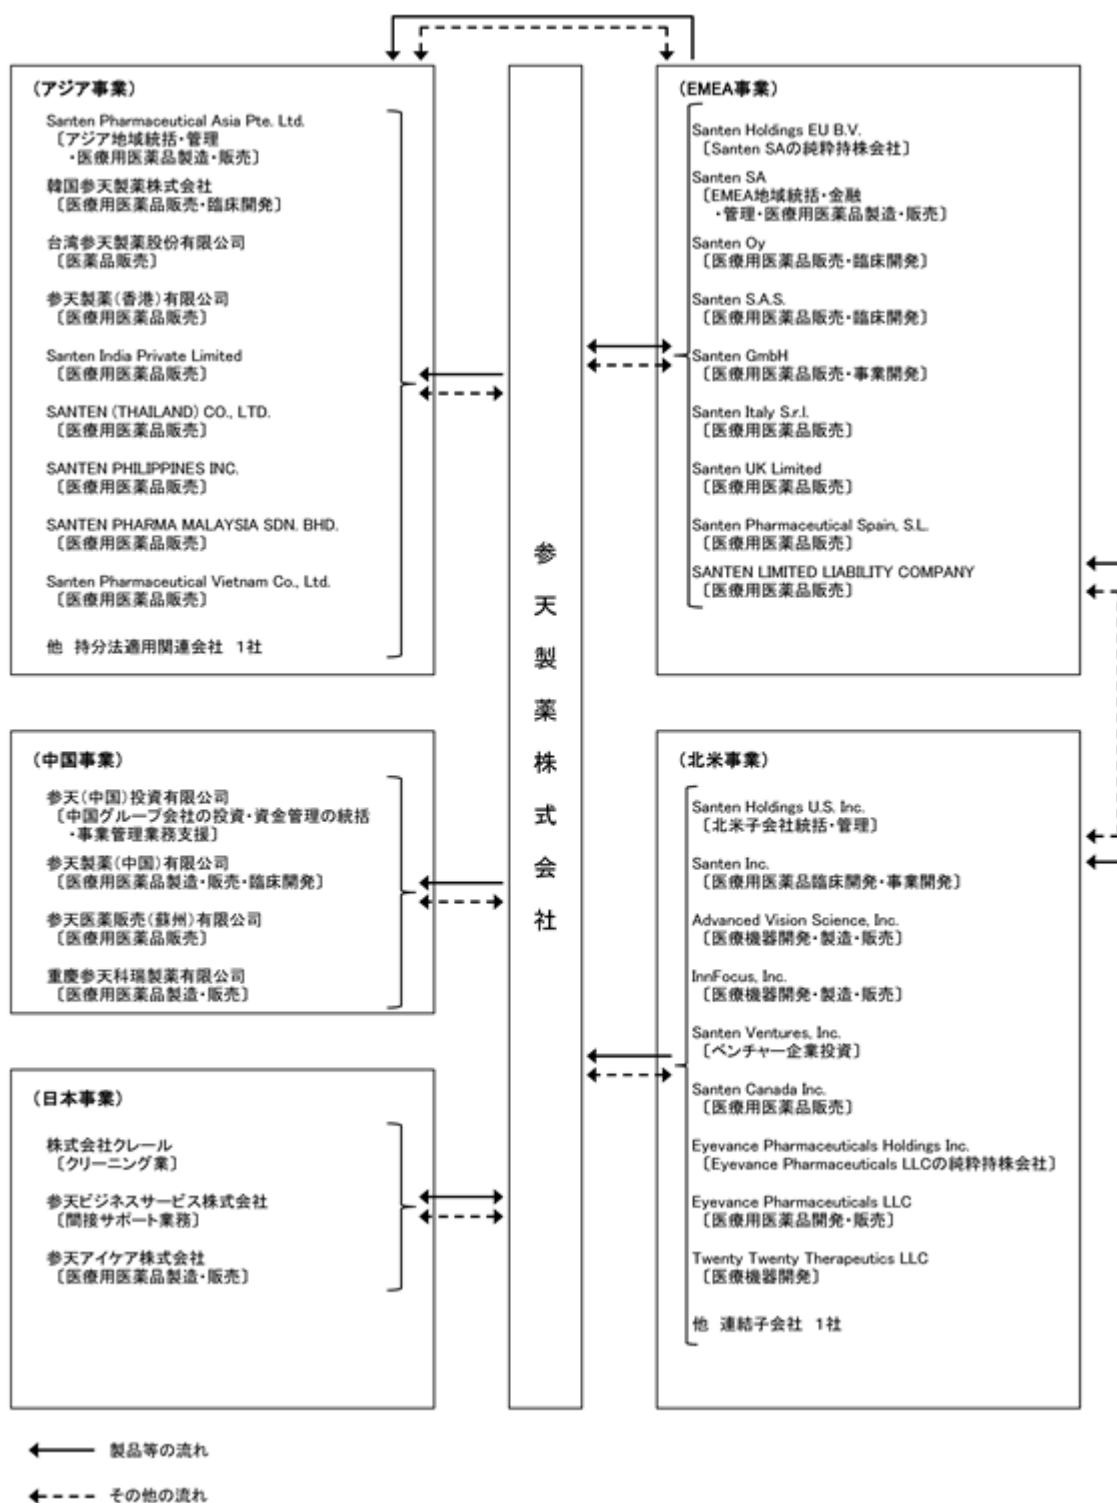 (アジア事業)
Santen Pharmaceutical Asia Pte. Ltd.
〔アジア地域統括・管理
・医療用医薬品製造・販売〕
韓国参天製薬株式会社
〔医療用医薬品販売・臨床開発〕
台湾参天製薬股份有限公司
〔医薬品販売〕
参天製薬(香港)有限公司
〔医療用医薬品販売〕
Santen India Private Limited
〔医療用医薬品販売〕
SANTEN (THAILAND) CO., LTD.
〔医療用医薬品販売〕
SANTEN PHILIPPINES INC.
〔医療用医薬品販売〕
SANTEN PHARMA MALAYSIA SDN. BHD.
〔医療用医薬品販売〕
Santen Pharmaceutical Vietnam Co., Ltd.
〔医療用医薬品販売〕
他 持分法適用関連会社 1社
(中国事業)
参天(中国)投資有限公司
〔中国グループ会社の投資・資金管理の統括
・事業管理業務支援〕
参天製薬(中国)有限公司
〔医療用医薬品製造・販売・臨床開発〕
参天医薬販売(蘇州)有限公司
〔医療用医薬品販売〕
重慶参天科瑞製薬有限公司
〔医療用医薬品製造・販売〕
(日本事業)
株式会社クレール
〔クリーニング業〕
参天ビジネスサービス株式会社
〔間接サポート業務〕
参天アイケア株式会社
〔医療用医薬品製造・販売〕
参天製薬株式会社
(EMEA事業)
Santen Holdings EU B.V.
〔Santen SAの純粋持株会社〕
Santen SA
〔EMEA地域統括・金融
・管理・医療用医薬品製造・販売〕
Santen Oy
〔医療用医薬品販売・臨床開発〕
Santen S.A.S.
〔医療用医薬品販売・臨床開発〕
Santen GmbH
〔医療用医薬品販売・事業開発〕
Santen Italy S.r.l.
〔医療用医薬品販売〕
Santen UK Limited
〔医療用医薬品販売〕
Santen Pharmaceutical Spain, S.L.
〔医療用医薬品販売〕
SANTEN LIMITED LIABILITY COMPANY
〔医療用医薬品販売〕
(北米事業)
Santen Holdings U.S. Inc.
〔北米子会社統括・管理〕
Santen Inc.
〔医療用医薬品臨床開発・事業開発〕
Advanced Vision Science, Inc.
〔医療機器開発・製造・販売〕
InnFocus, Inc.
〔医療機器開発・製造・販売〕
Santen Ventures, Inc.
〔ベンチャー企業投資〕
Santen Canada Inc.
〔医療用医薬品販売〕
Eyevance Pharmaceuticals Holdings Inc.
〔Eyevance Pharmaceuticals LLCの純粋持株会社〕
Eyevance Pharmaceuticals LLC
〔医療用医薬品開発・販売〕
Twenty Twenty Therapeutics LLC
〔医療機器開発〕
他 連結子会社 1社
製品等の流れ
その他の流れ